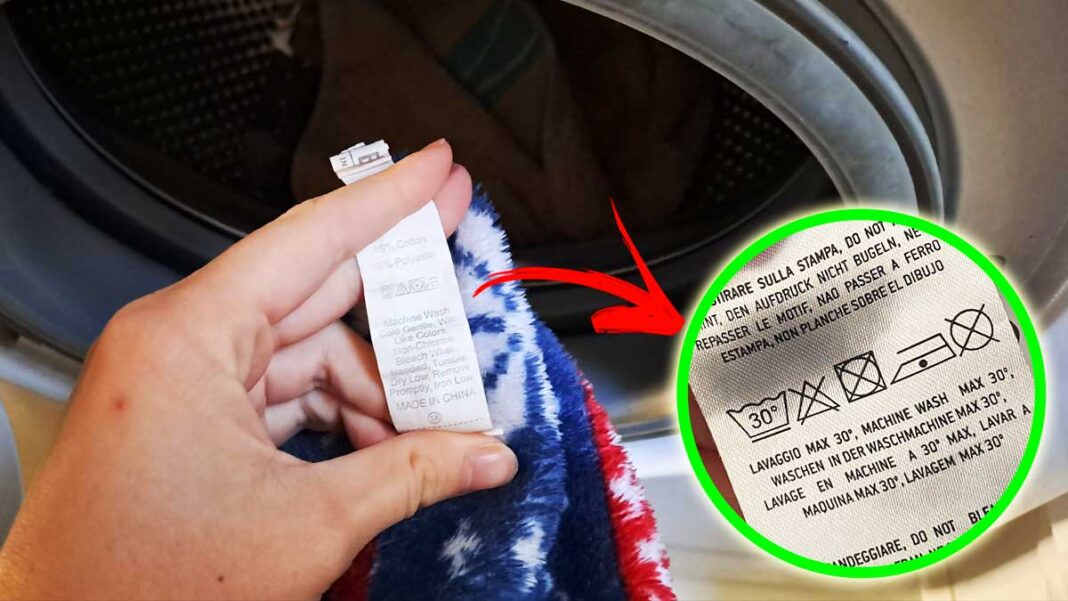 Cotton
Polyester
Machine Wash
Cold Gentle, With
Like Colors,
Non-Chlorine
Bleach When
Needed, Tumble
Dry Low, Remove
Promptly, Iron Low
MADE IN CHINA
STIRARE SULLA STAMPA, DO NOT
DEN AUFDRUCK NICHT BUGELN, NE
REPASSER LE MOTIF, NAO PASSAR A FERRO
ESTAMPA, NON PLANCHE SOBRE EL DIBUJO
30°
LAVAGGIO MAX 30°, MACHINE WASH MAX 30°,
WASCHEN IN DER WASCHMACHINE MAX 30°,
LAVAGE EN MACHINE A 30° MAX, LAVAR A
MAQUINA MAX 30°, LAVAGEM MAX 30°
DO NOT